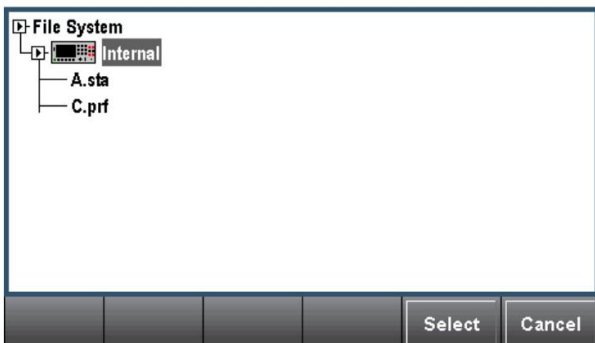 File System
Internal
A.sta
C.prf
Select
Cancel